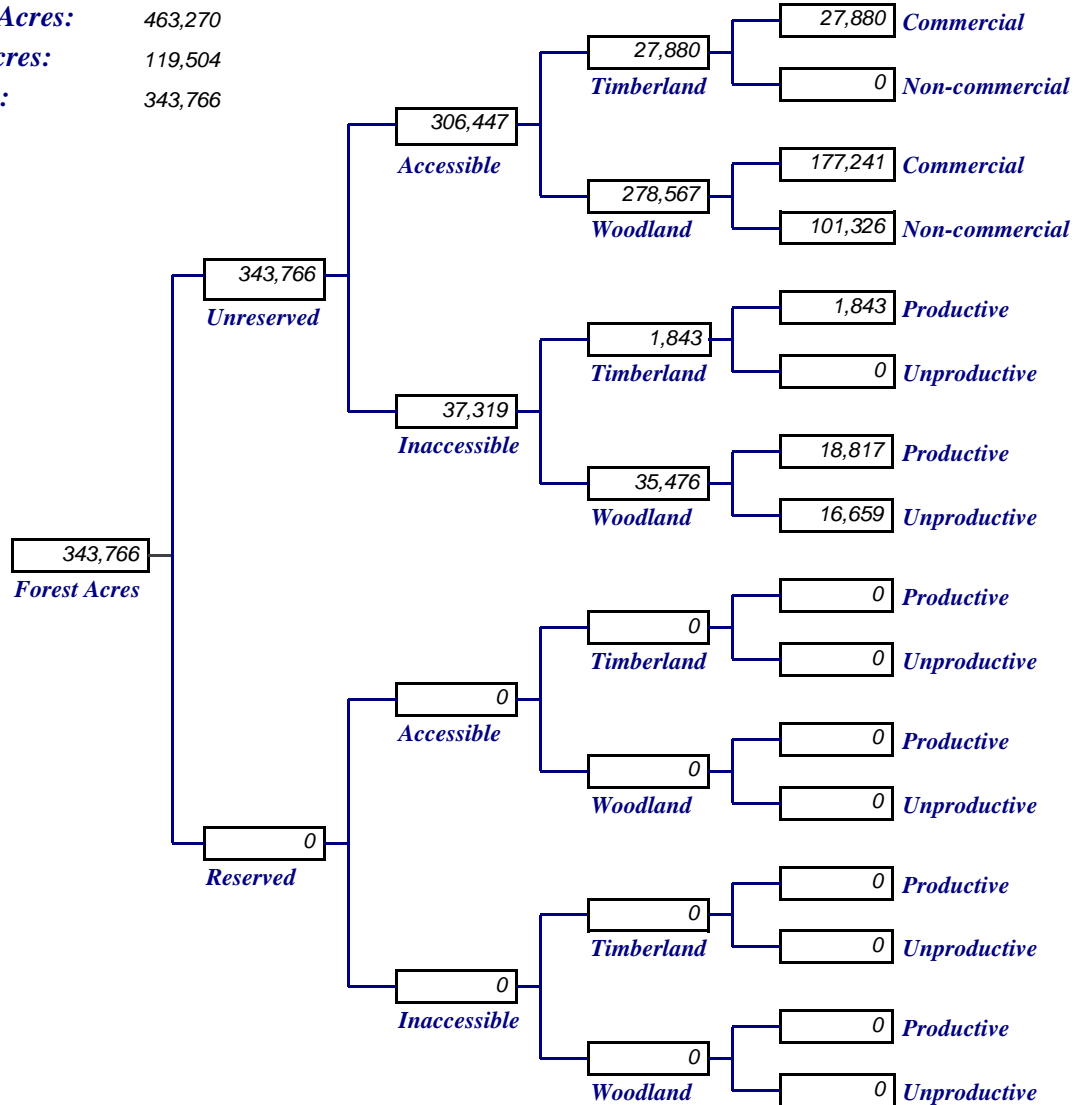 Acres: 463,270
cres: 119,504
: 343,766
27,880 Commercial
27,880
Timberland
0 Non-commercial
306,447
Accessible
177,241 Commercial
278,567
Woodland
101,326 Non-commercial
343,766
Unreserved
1,843 Productive
1,843
Timberland
0 Unproductive
37,319
Inaccessible
18,817 Productive
35,476
Woodland
16,659 Unproductive
343,766
Forest Acres
0 Productive
0
Timberland
0 Unproductive
0
Accessible
0 Productive
0
Woodland
0 Unproductive
0
Reserved
0 Productive
0
Timberland
0 Unproductive
0
Inaccessible
0 Productive
0
Woodland
0 Unproductive